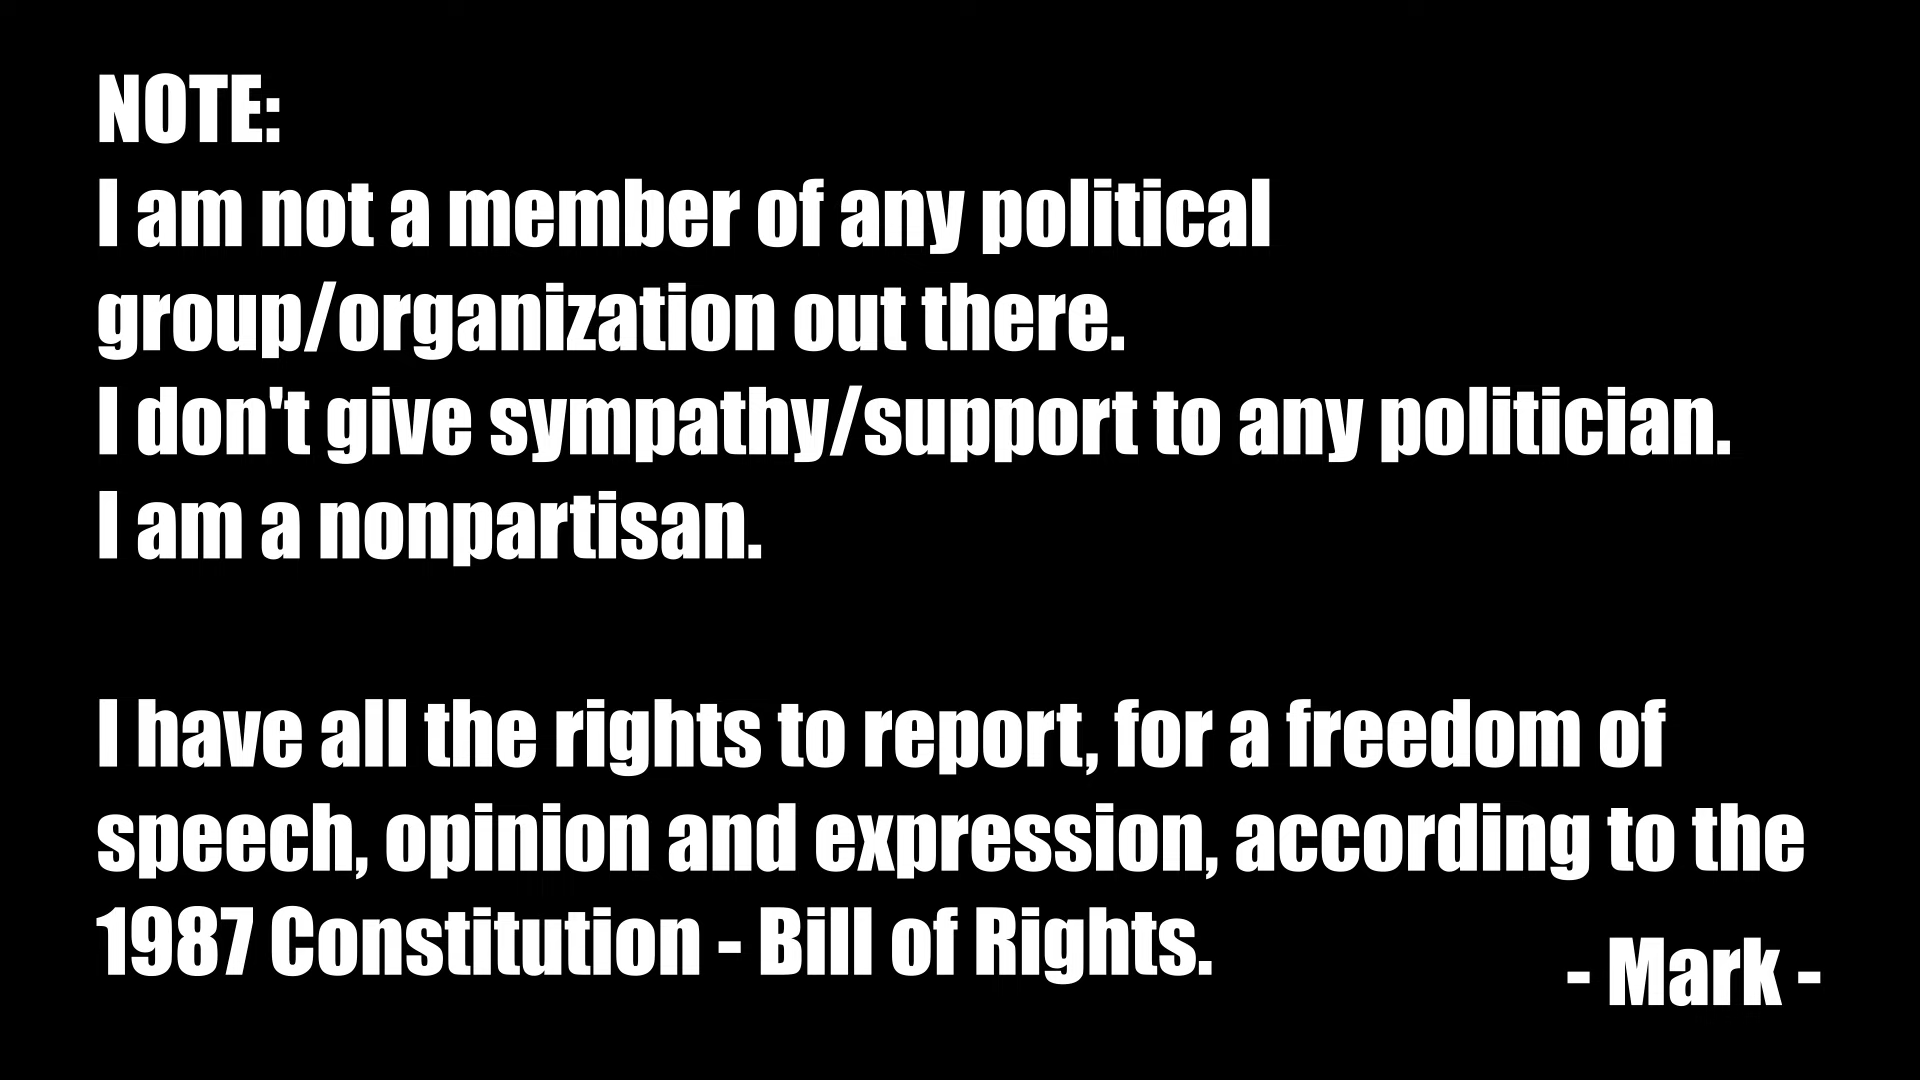 NOTE:
I am not a member of any political
group/organization out there.
I don't give sympathy/support to any politician.
I am a nonpartisan.
I have all the rights to report, for a freedom of
speech, opinion and expression, according to the
1987 Constitution - Bill of Rights.
- Mark -